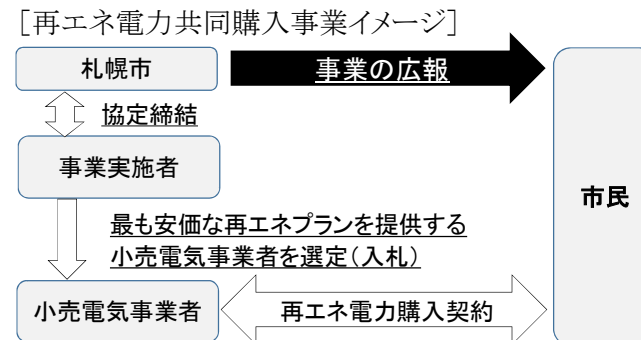 ［再エネ電力共同購入事業イメージ］
札幌市
事業の広報
協定締結
事業実施者
市民
最も安価な再エネプランを提供する
小売電気事業者を選定（入札）
小売電気事業者
再エネ電力購入契約